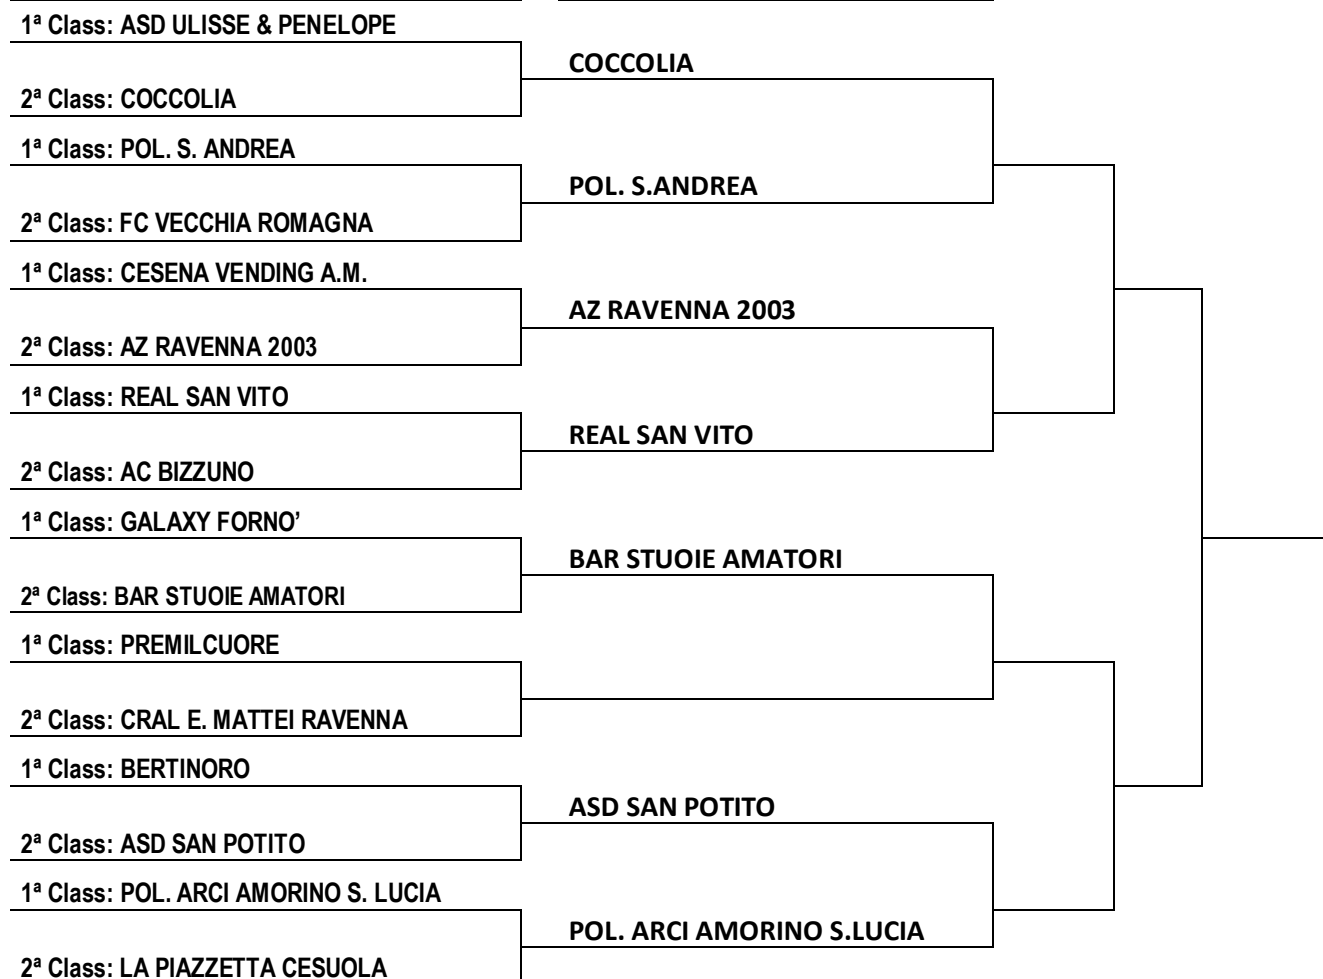 1ª Class: ASD ULISSE & PENELOPE
COCCOLIA
2ª Class: COCCOLIA
1ª Class: POL. S. ANDREA
POL. S.ANDREA
2ª Class: FC VECCHIA ROMAGNA
1ª Class: CESENA VENDING A.M.
AZ RAVENNA 2003
2ª Class: AZ RAVENNA 2003
1ª Class: REAL SAN VITO
REAL SAN VITO
2ª Class: AC BIZZUNO
1ª Class: GALAXY FORNO’
BAR STUOIE AMATORI
2ª Class: BAR STUOIE AMATORI
1ª Class: PREMILCUORE
2ª Class: CRAL E. MATTEI RAVENNA
1ª Class: BERTINORO
ASD SAN POTITO
2ª Class: ASD SAN POTITO
1ª Class: POL. ARCI AMORINO S. LUCIA
POL. ARCI AMORINO S.LUCIA
2ª Class: LA PIAZZETTA CESUOLA